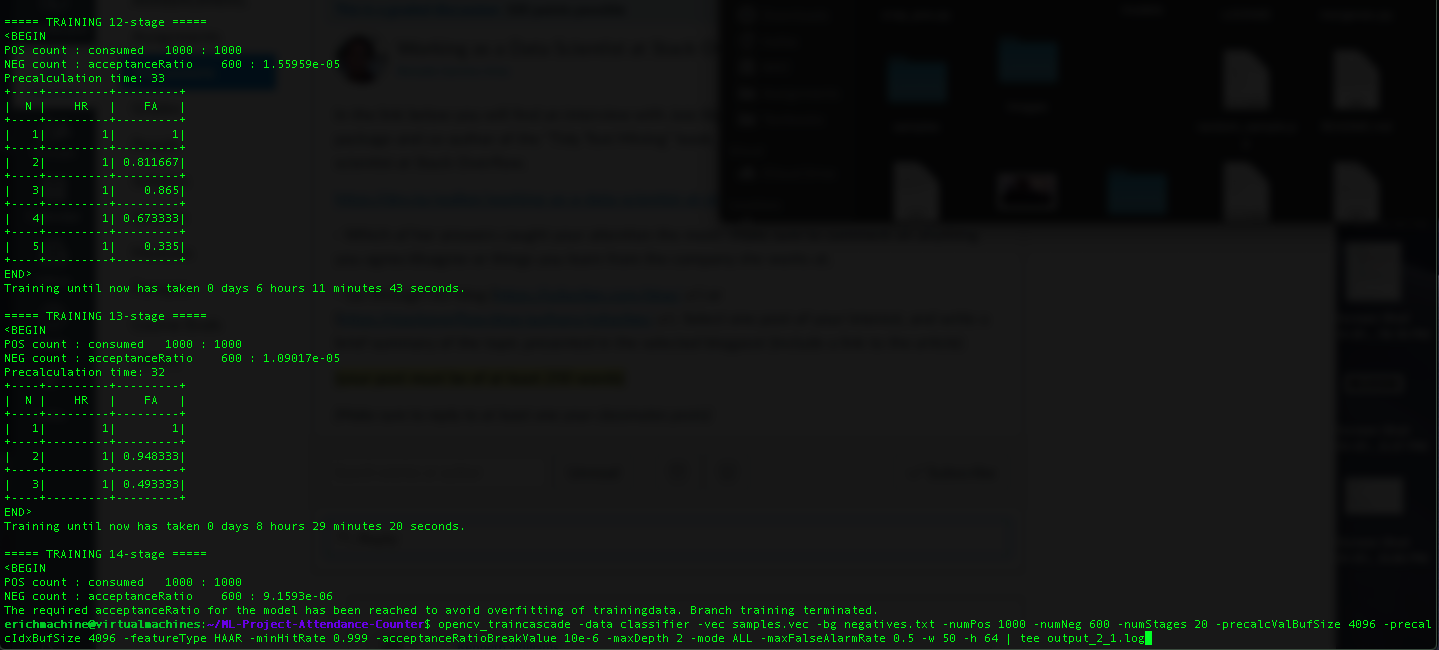 ===== TRAINING 12-stage =====
<BEGIN
POS count : consumed   1000 : 1000
NEG count : acceptanceRatio    600 : 1.55959e-05
Precalculation time: 33
+----+---------+---------+
|  N |    HR   |    FA   |
+----+---------+---------+
|   1|        1|        1|
+----+---------+---------+
|   2|        1| 0.811667|
+----+---------+---------+
|   3|        1|    0.865|
+----+---------+---------+
|   4|        1| 0.673333|
+----+---------+---------+
|   5|        1|    0.335|
+----+---------+---------+
END>
Training until now has taken 0 days 6 hours 11 minutes 43 seconds.
===== TRAINING 13-stage =====
<BEGIN
POS count : consumed   1000 : 1000
NEG count : acceptanceRatio    600 : 1.09017e-05
Precalculation time: 32
+----+---------+---------+
|  N |    HR   |    FA   |
+----+---------+---------+
|   1|        1|        1|
+----+---------+---------+
|   2|        1| 0.948333|
+----+---------+---------+
|   3|        1| 0.493333|
+----+---------+---------+
END>
Training until now has taken 0 days 8 hours 29 minutes 20 seconds.
===== TRAINING 14-stage =====
<BEGIN
POS count : consumed   1000 : 1000
NEG count : acceptanceRatio    600 : 9.1593e-06
The required acceptanceRatio for the model has been reached to avoid overfitting of trainingdata. Branch training terminated.
erichmachine@virtualmachines:~/ML-Project-Attendance-Counter$ opencv_traincascade -data classifier -vec samples.vec -bg negatives.txt -numPos 1000 -numNeg 600 -numStages 20 -precalcValBufSize 4096 -precal
cIdxBufSize 4096 -featureType HAAR -minHitRate 0.999 -acceptanceRatioBreakValue 10e-6 -maxDepth 2 -mode ALL -maxFalseAlarmRate 0.5 -w 50 -h 64 | tee output_2_1.log